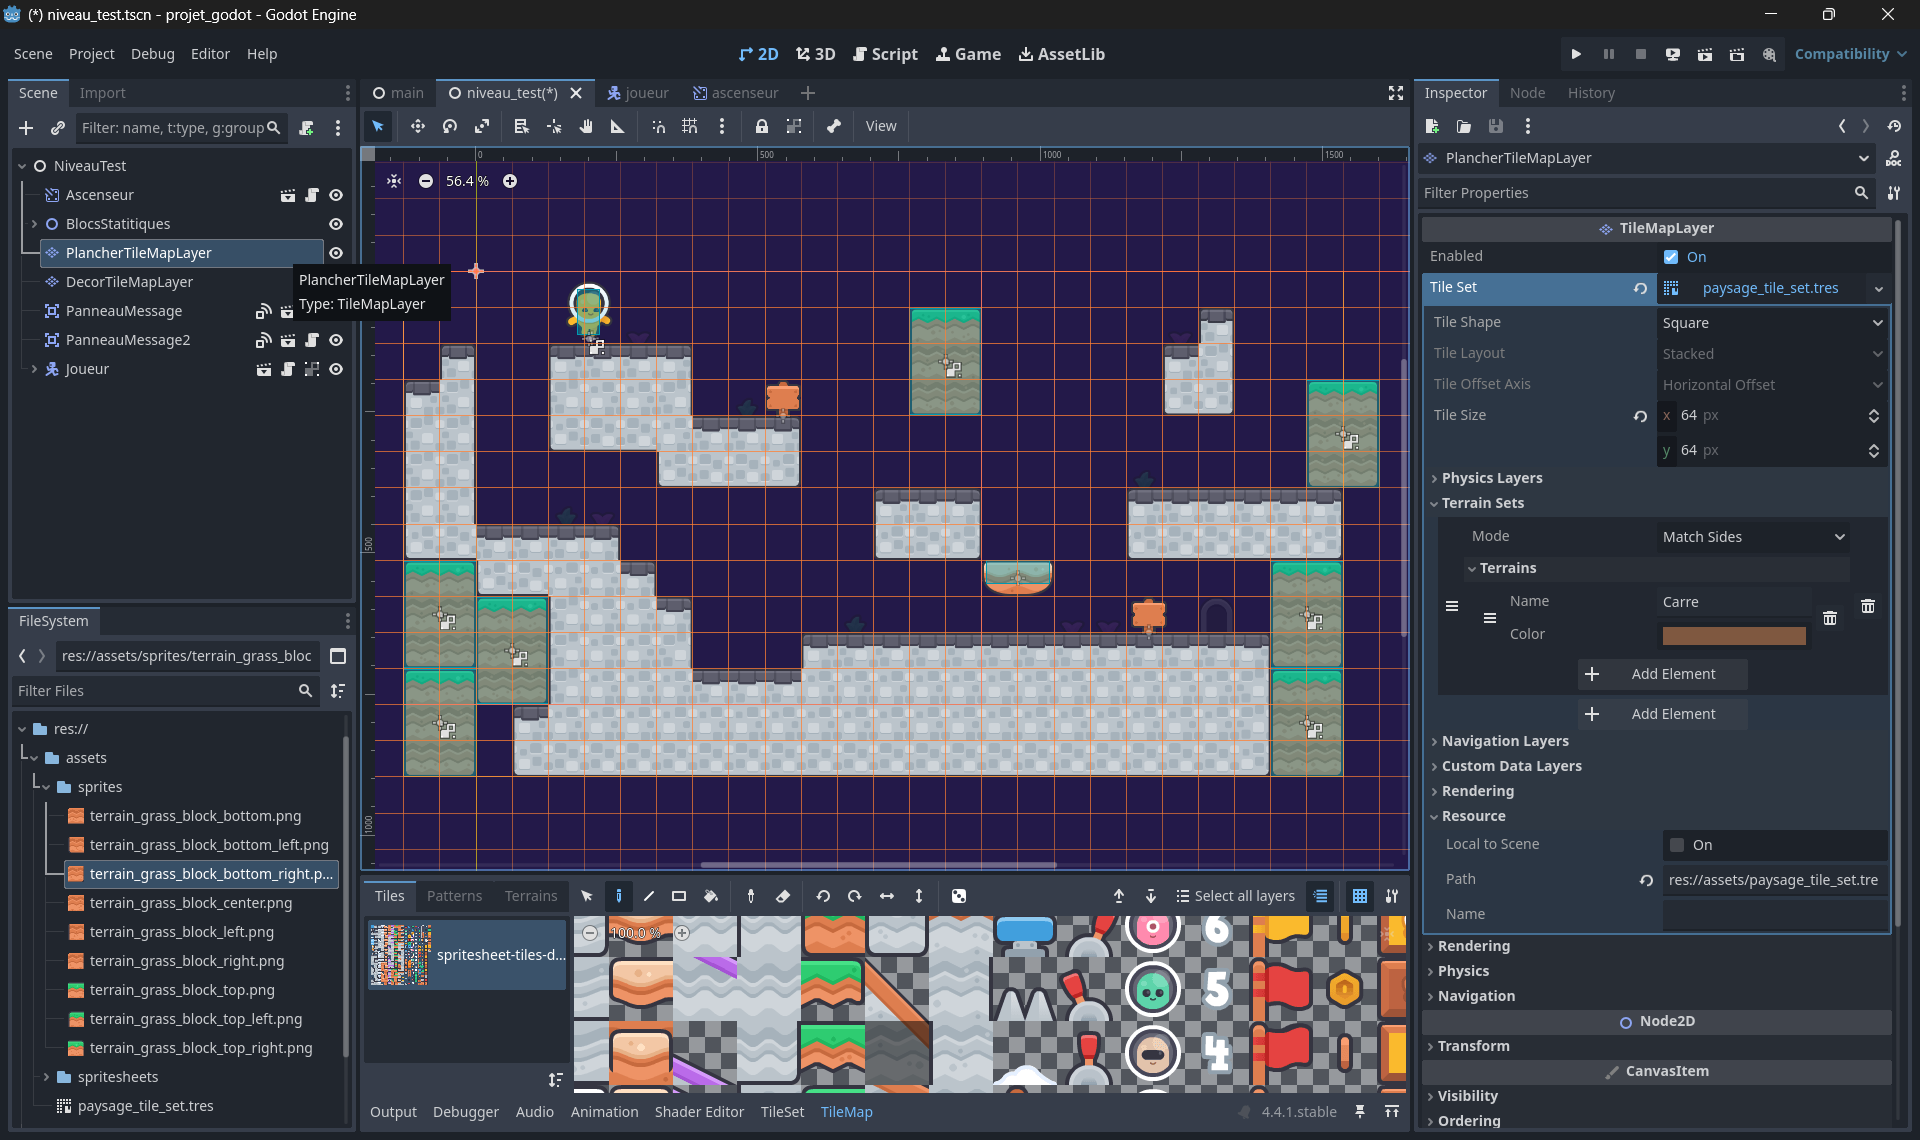 (*) niveau_test.tscn - projet_godot - Godot Engine
Scene Project Debug Editor Help
2D 3D Script Game AssetLib
Compatibility
Scene Import
Filter: name, t:type, g:group
NiveauTest
Ascenseur
BlocsStatitiques
PlancherTileMapLayer
DecorTileMapLayer
PanneauMessage
PanneauMessage2
Joueur
PlancherTileMapLayer
Type: TileMapLayer
FileSystem
res://assets/sprites/terrain_grass_bloc
Filter Files
res://
assets
sprites
terrain_grass_block_bottom.png
terrain_grass_block_bottom_left.png
terrain_grass_block_bottom_right.p...
terrain_grass_block_center.png
terrain_grass_block_left.png
terrain_grass_block_right.png
terrain_grass_block_top.png
terrain_grass_block_top_left.png
terrain_grass_block_top_right.png
spritesheets
paysage_tile_set.tres
main niveau_test(*) joueur ascenseur
View
0 500 1000 1500
56.4 %
500
1000
Tiles Patterns Terrains
Select all layers
spritesheet-tiles-d...
100.0 %
6
5
4
Output Debugger Audio Animation Shader Editor TileSet TileMap
4.4.1.stable
Inspector Node History
PlancherTileMapLayer
Filter Properties
TileMapLayer
Enabled On
Tile Set paysage_tile_set.tres
Tile Shape Square
Tile Layout Stacked
Tile Offset Axis Horizontal Offset
Tile Size x 64 px
y 64 px
Physics Layers
Terrain Sets
Mode Match Sides
Terrains
Name Carre
Color
Add Element
Add Element
Navigation Layers
Custom Data Layers
Rendering
Resource
Local to Scene On
Path res://assets/paysage_tile_set.tre
Name
Rendering
Physics
Navigation
Node2D
Transform
CanvasItem
Visibility
Ordering